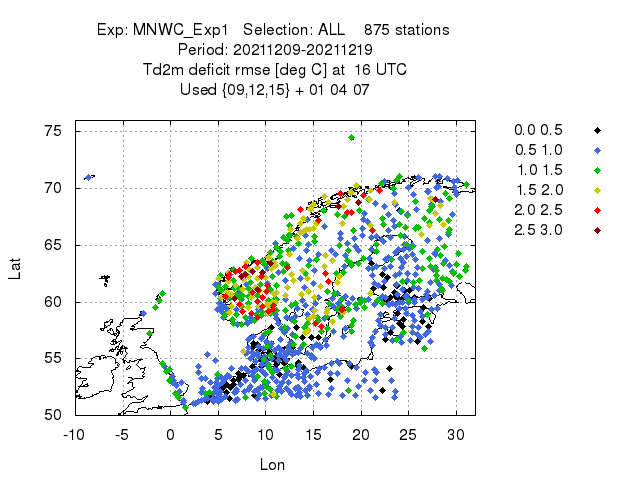 Exp: MNWC_Exp1 Selection: ALL 875 stations
Period: 20211209-20211219
Td2m deficit rmse [deg C] at 16 UTC
Used {09,12,15} + 01 04 07
0.0 0.5
0.5 1.0
1.0 1.5
1.5 2.0
2.0 2.5
2.5 3.0
75
70
65
60
55
50
Lat
-10 -5 0 5 10 15 20 25 30
Lon